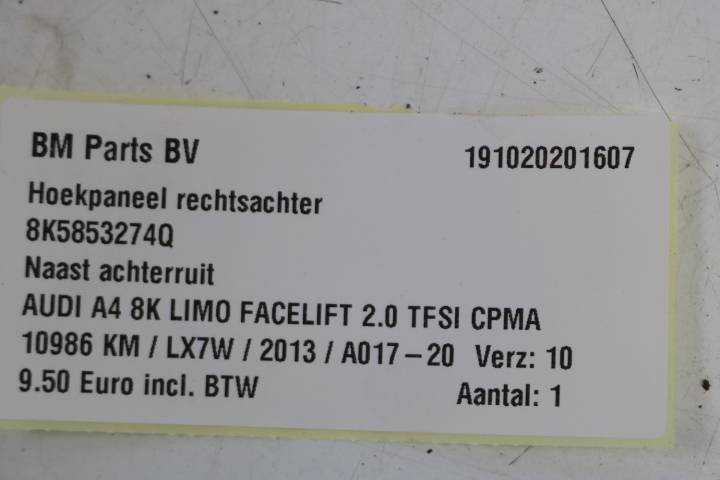 BM Parts BV 191020201607
Hoekpaneel rechtsachter
8K5853274Q
Naast achterruit
AUDI A4 8K LIMO FACELIFT 2.0 TFSI CPMA
10986 KM / LX7W / 2013 / A017-20 Verz: 10
9.50 Euro incl. BTW Aantal: 1